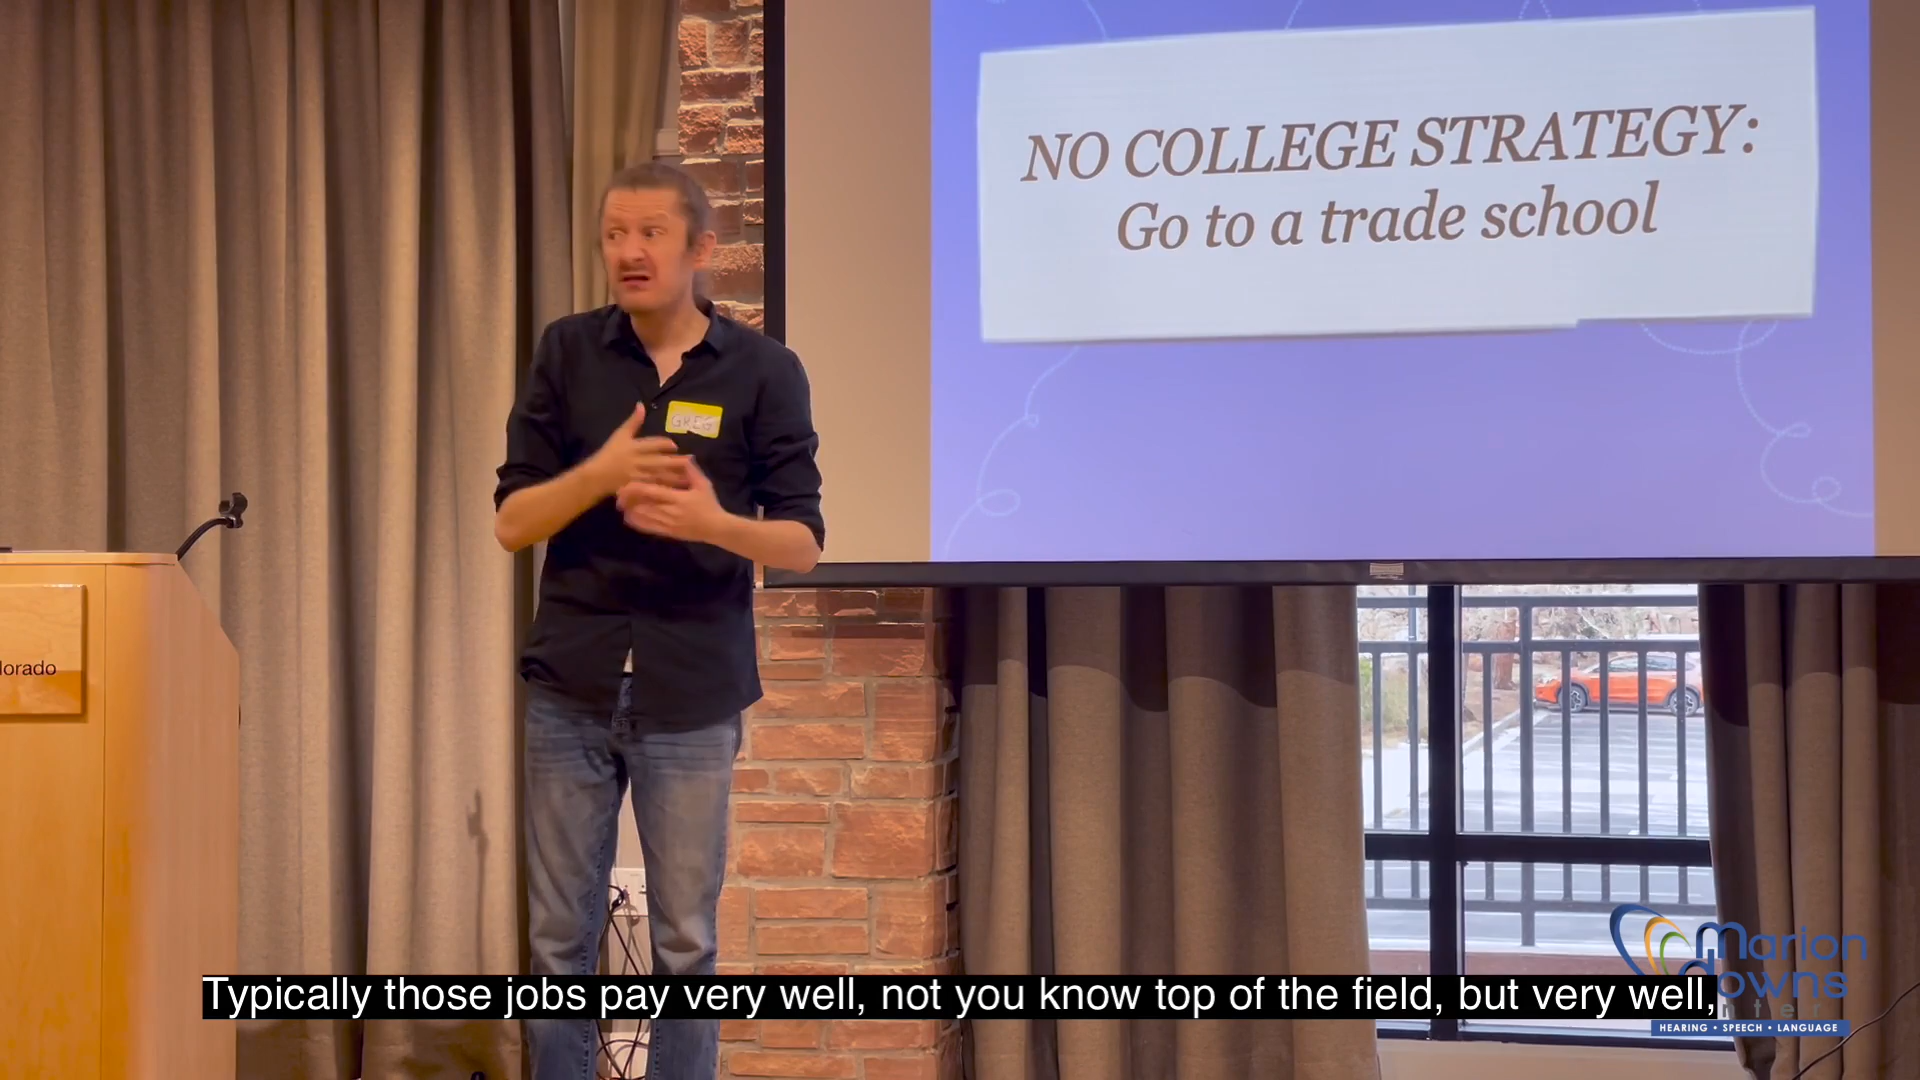 NO COLLEGE STRATEGY:
Go to a trade school
GREG
lorado
Typically those jobs pay very well, not you know top of the field, but very well,
marion
downs
HEARING • SPEECH • LANGUAGE